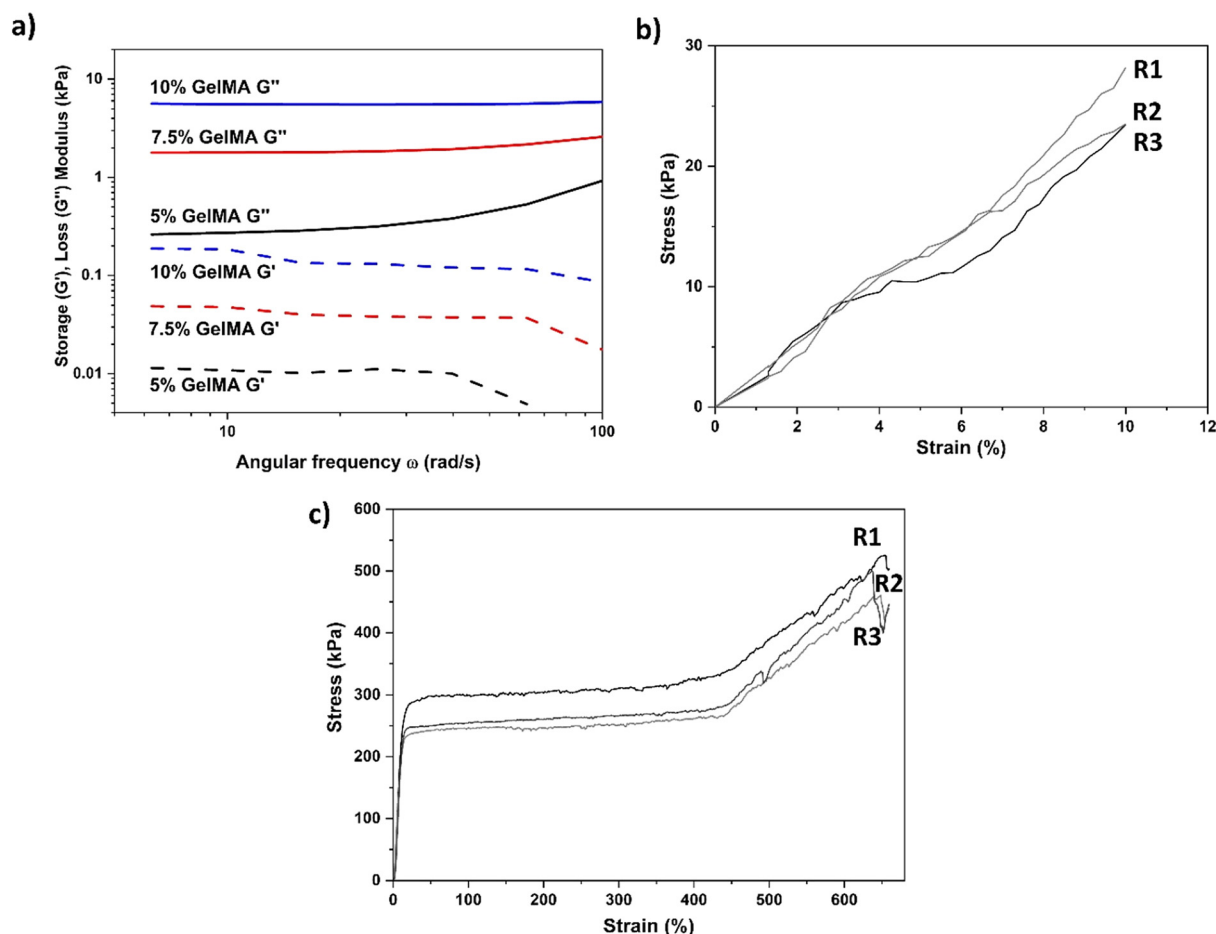 a)
Storage (G'), Loss (G'') Modulus (kPa)
10
1
0.1
0.01
10% GelMA G''
7.5% GelMA G''
5% GelMA G''
10% GelMA G'
7.5% GelMA G'
5% GelMA G'
10
100
Angular frequency ω (rad/s)
b)
Stress (kPa)
30
20
10
0
R1
R2
R3
0
2
4
6
8
10
12
Strain (%)
c)
Stress (kPa)
600
500
400
300
200
100
0
R1
R2
R3
0
100
200
300
400
500
600
Strain (%)